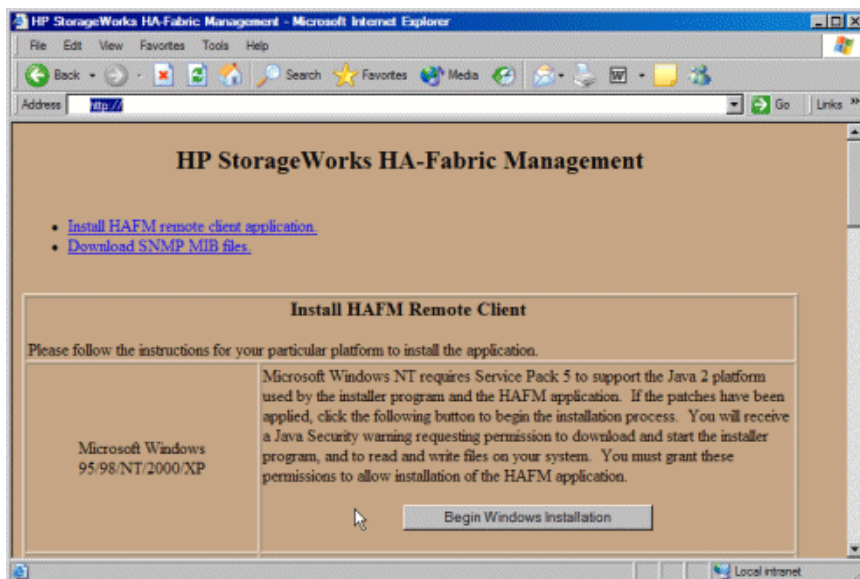 HP StorageWorks HA-Fabric Management - Microsoft Internet Explorer
File Edit View Favorites Tools Help
Back Search Favorites Media
Address http:// Go Links »
HP StorageWorks HA-Fabric Management
Install HAFM remote client application.
Download SNMP MIB files.
Install HAFM Remote Client
Please follow the instructions for your particular platform to install the application.
Microsoft Windows NT requires Service Pack 5 to support the Java 2 platform
used by the installer program and the HAFM application. If the patches have been
applied, click the following button to begin the installation process. You will receive
a Java Security warning requesting permission to download and start the installer
program, and to read and write files on your system. You must grant these
permissions to allow installation of the HAFM application.
Microsoft Windows
95/98/NT/2000/XP
Begin Windows Installation
Local intranet